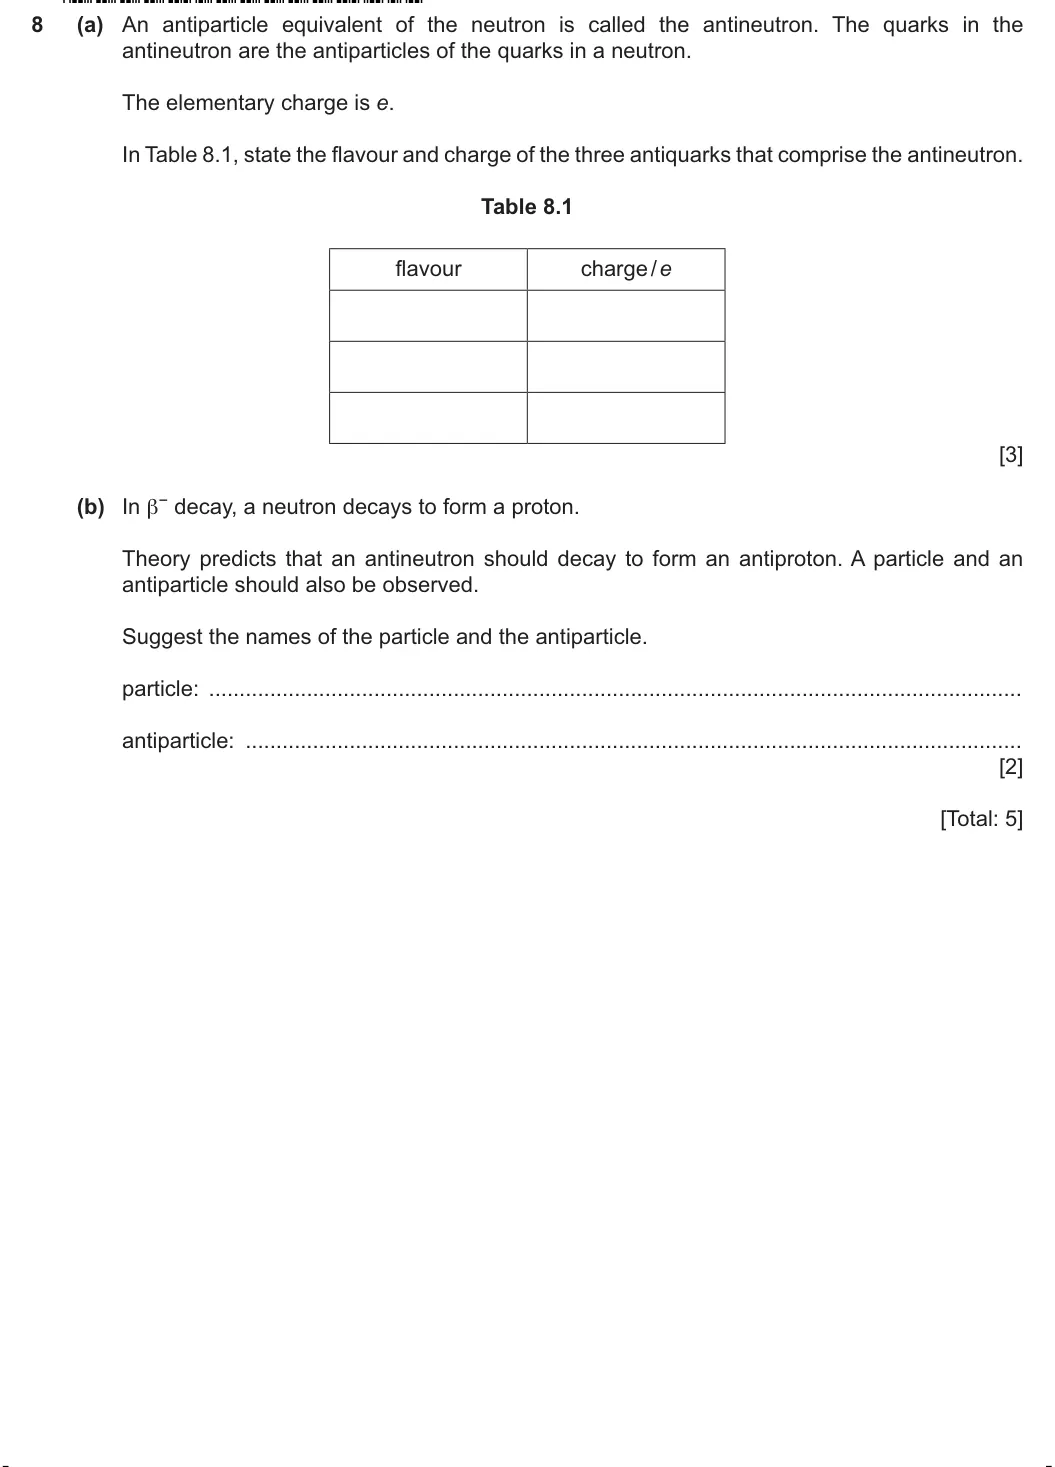 8 (a) An antiparticle equivalent of the neutron is called the antineutron. The quarks in the
antineutron are the antiparticles of the quarks in a neutron.
The elementary charge is e.
In Table 8.1, state the flavour and charge of the three antiquarks that comprise the antineutron.
Table 8.1
flavour charge / e
[3]
(b) In β⁻ decay, a neutron decays to form a proton.
Theory predicts that an antineutron should decay to form an antiproton. A particle and an
antiparticle should also be observed.
Suggest the names of the particle and the antiparticle.
particle: ................................................................................................................................
antiparticle: ..........................................................................................................................
[2]
[Total: 5]